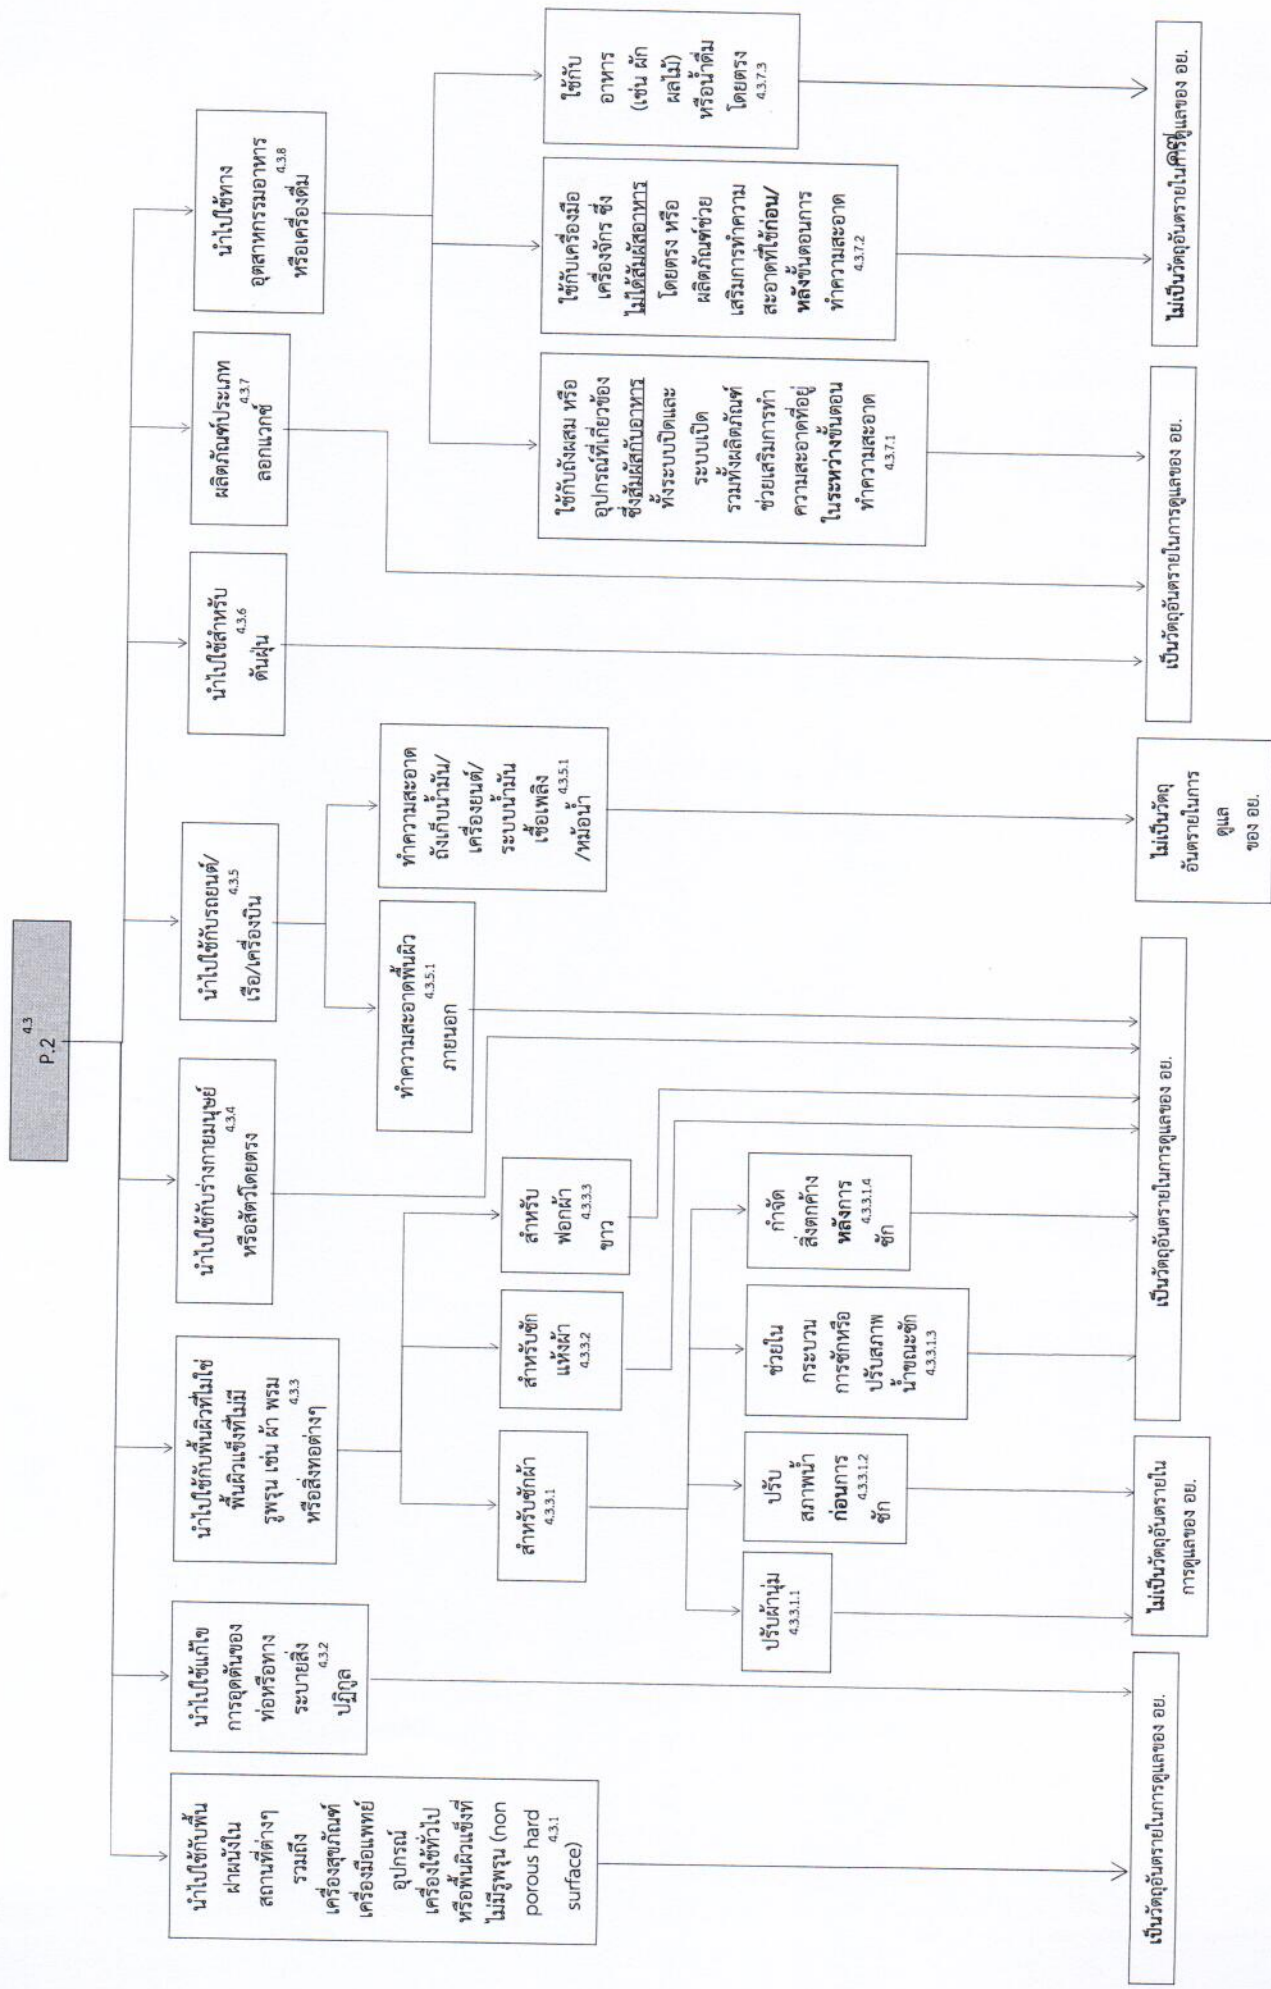 4.3
P.2
นำไปใช้กับพื้น
ฝาผนังใน
สถานที่ต่างๆ
รวมถึง
เครื่องสุขภัณฑ์
เครื่องมือแพทย์
อุปกรณ์
เครื่องใช้ทั่วไป
หรือพื้นผิวแข็งที่
ไม่มีรูพรุน (non
porous hard
4.3.1
surface)
นำไปใช้แก้ไข
การอุดตันของ
ท่อหรือทาง
ระบายสิ่ง
4.3.2
ปฏิกูล
นำไปใช้กับพื้นผิวที่ไม่ใช่
พื้นผิวแข็งที่ไม่มี
รูพรุน เช่น ผ้า พรม
4.3.3
หรือสิ่งทอต่างๆ
นำไปใช้กับร่างกายมนุษย์
4.3.4
หรือสัตว์โดยตรง
นำไปใช้กับรถยนต์/
4.3.5
เรือ/เครื่องบิน
นำไปใช้สำหรับ
4.3.6
ดันฝุ่น
ผลิตภัณฑ์ประเภท
4.3.7
ลอกแวกซ์
นำไปใช้ทาง
อุตสาหกรรมอาหาร
4.3.8
หรือเครื่องดื่ม
สำหรับซักผ้า
4.3.3.1
สำหรับซัก
แห้งผ้า
4.3.3.2
สำหรับ
ฟอกผ้า
4.3.3.3
ขาว
ทำความสะอาดพื้นผิว
4.3.5.1
ภายนอก
ทำความสะอาด
ถังเก็บน้ำมัน/
เครื่องยนต์/
ระบบน้ำมัน
เชื้อเพลิง
4.3.5.1
/หม้อน้ำ
ใช้กับถังผสม หรือ
อุปกรณ์ที่เกี่ยวข้อง
ซึ่งสัมผัสกับอาหาร
ทั้งระบบปิดและ
ระบบเปิด
รวมทั้งผลิตภัณฑ์
ช่วยเสริมการทำ
ความสะอาดที่อยู่
ในระหว่างขั้นตอน
ทำความสะอาด
4.3.7.1
ใช้กับเครื่องมือ
เครื่องจักร ซึ่ง
ไม่ได้สัมผัสอาหาร
โดยตรง หรือ
ผลิตภัณฑ์ช่วย
เสริมการทำความ
สะอาดที่ใช้ก่อน/
หลังขั้นตอนการ
ทำความสะอาด
4.3.7.2
ใช้กับ
อาหาร
(เช่น ผัก
ผลไม้)
หรือน้ำดื่ม
โดยตรง
4.3.7.3
ปรับผ้านุ่ม
4.3.3.1.1
ปรับ
สภาพน้ำ
ก่อนการ
4.3.3.1.2
ซัก
ช่วยใน
กระบวน
การซักหรือ
ปรับสภาพ
น้ำขณะซัก
4.3.3.1.3
กำจัด
สิ่งตกค้าง
หลังการ
4.3.3.1.4
ซัก
เป็นวัตถุอันตรายในการดูแลของ อย.
ไม่เป็นวัตถุอันตรายใน
การดูแลของ อย.
เป็นวัตถุอันตรายในการดูแลของ อย.
ไม่เป็นวัตถุ
อันตรายในการ
ดูแล
ของ อย.
เป็นวัตถุอันตรายในการดูแลของ อย.
ไม่เป็นวัตถุอันตรายในการดูแลของ อย.